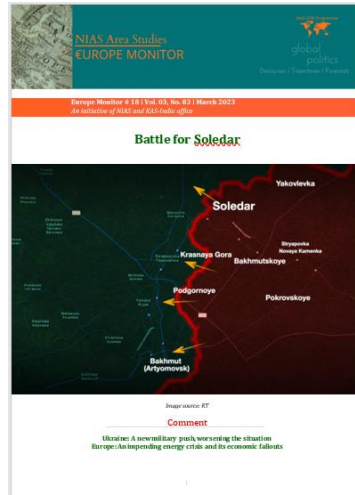 NIAS Area Studies
€UROPE MONITOR
global
politics
Europe Monitor # 18 I Vol. 03, No. 03 I March 2023
An initiative of NIAS and KAS-India office
Battle for Soledar
Yakovlevka
Soledar
Stryapovka
Krasnaya Gora
Novaya Kamenka
Bakhmutskoye
Podgornoye
Pokrovskoye
Bakhmut
(Artyomovsk)
Image source: RT
Comment
Ukraine: A new military push, worsening the situation
Europe: An impending energy crisis and its economic fallouts